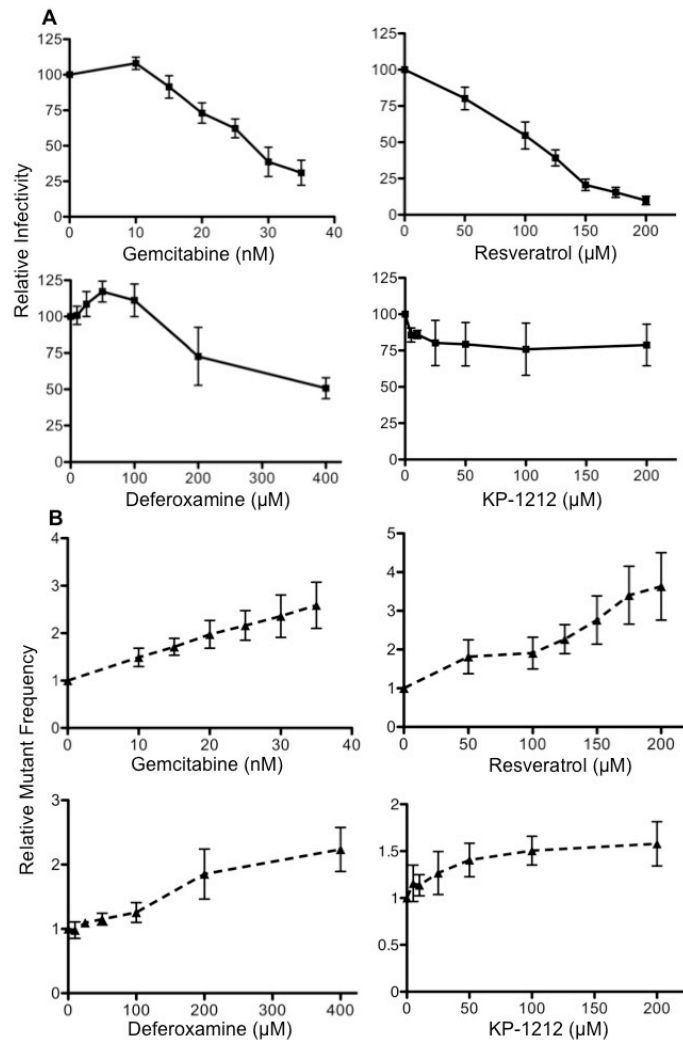 A
Relative Infectivity
125
100
75
50
25
0
0 10 20 30 40
Gemcitabine (nM)
125
100
75
50
25
0
0 50 100 150 200
Resveratrol (μM)
125
100
75
50
25
0
0 100 200 300 400
Deferoxamine (μM)
125
100
75
50
25
0
0 50 100 150 200
KP-1212 (μM)
B
Relative Mutant Frequency
4
3
2
1
0
0 10 20 30 40
Gemcitabine (nM)
5
4
3
2
1
0
0 50 100 150 200
Resveratrol (μM)
3
2
1
0
0 100 200 300 400
Deferoxamine (μM)
2
1.5
1
0.5
0
0 50 100 150 200
KP-1212 (μM)